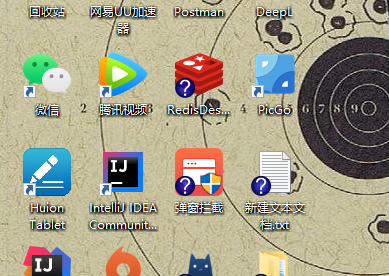 回收站
网易UU加速
器
Postman
DeepL
微信
腾讯视频
RedisDes...
PicGo
2
3
4
5 6 7 8 9
Huion
Tablet
IJ
IntelliJ IDEA
Communit...
弹窗拦截
新建文本文
档.txt
IJ